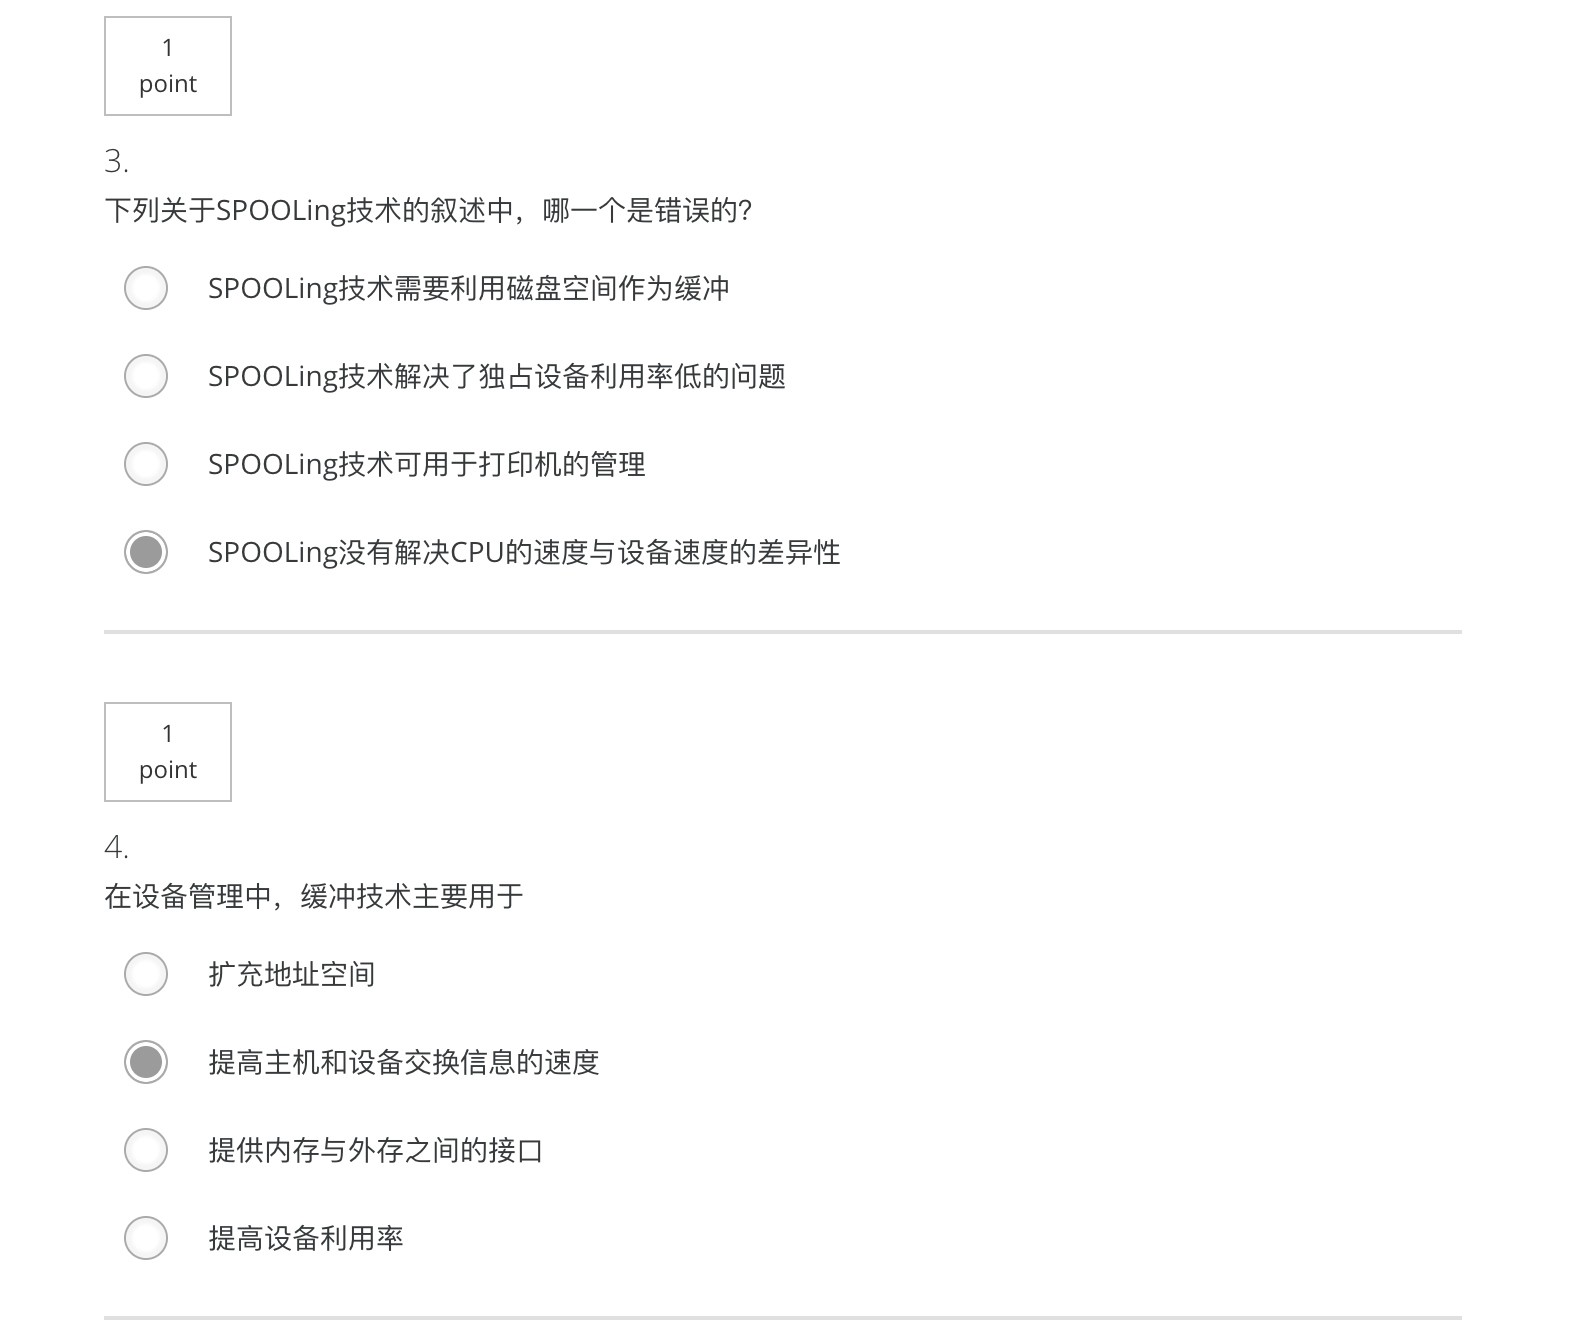 1
point
3.
下列关于SPOOLing技术的叙述中，哪一个是错误的？
SPOOLing技术需要利用磁盘空间作为缓冲
SPOOLing技术解决了独占设备利用率低的问题
SPOOLing技术可用于打印机的管理
SPOOLing没有解决CPU的速度与设备速度的差异性
1
point
4.
在设备管理中，缓冲技术主要用于
扩充地址空间
提高主机和设备交换信息的速度
提供内存与外存之间的接口
提高设备利用率